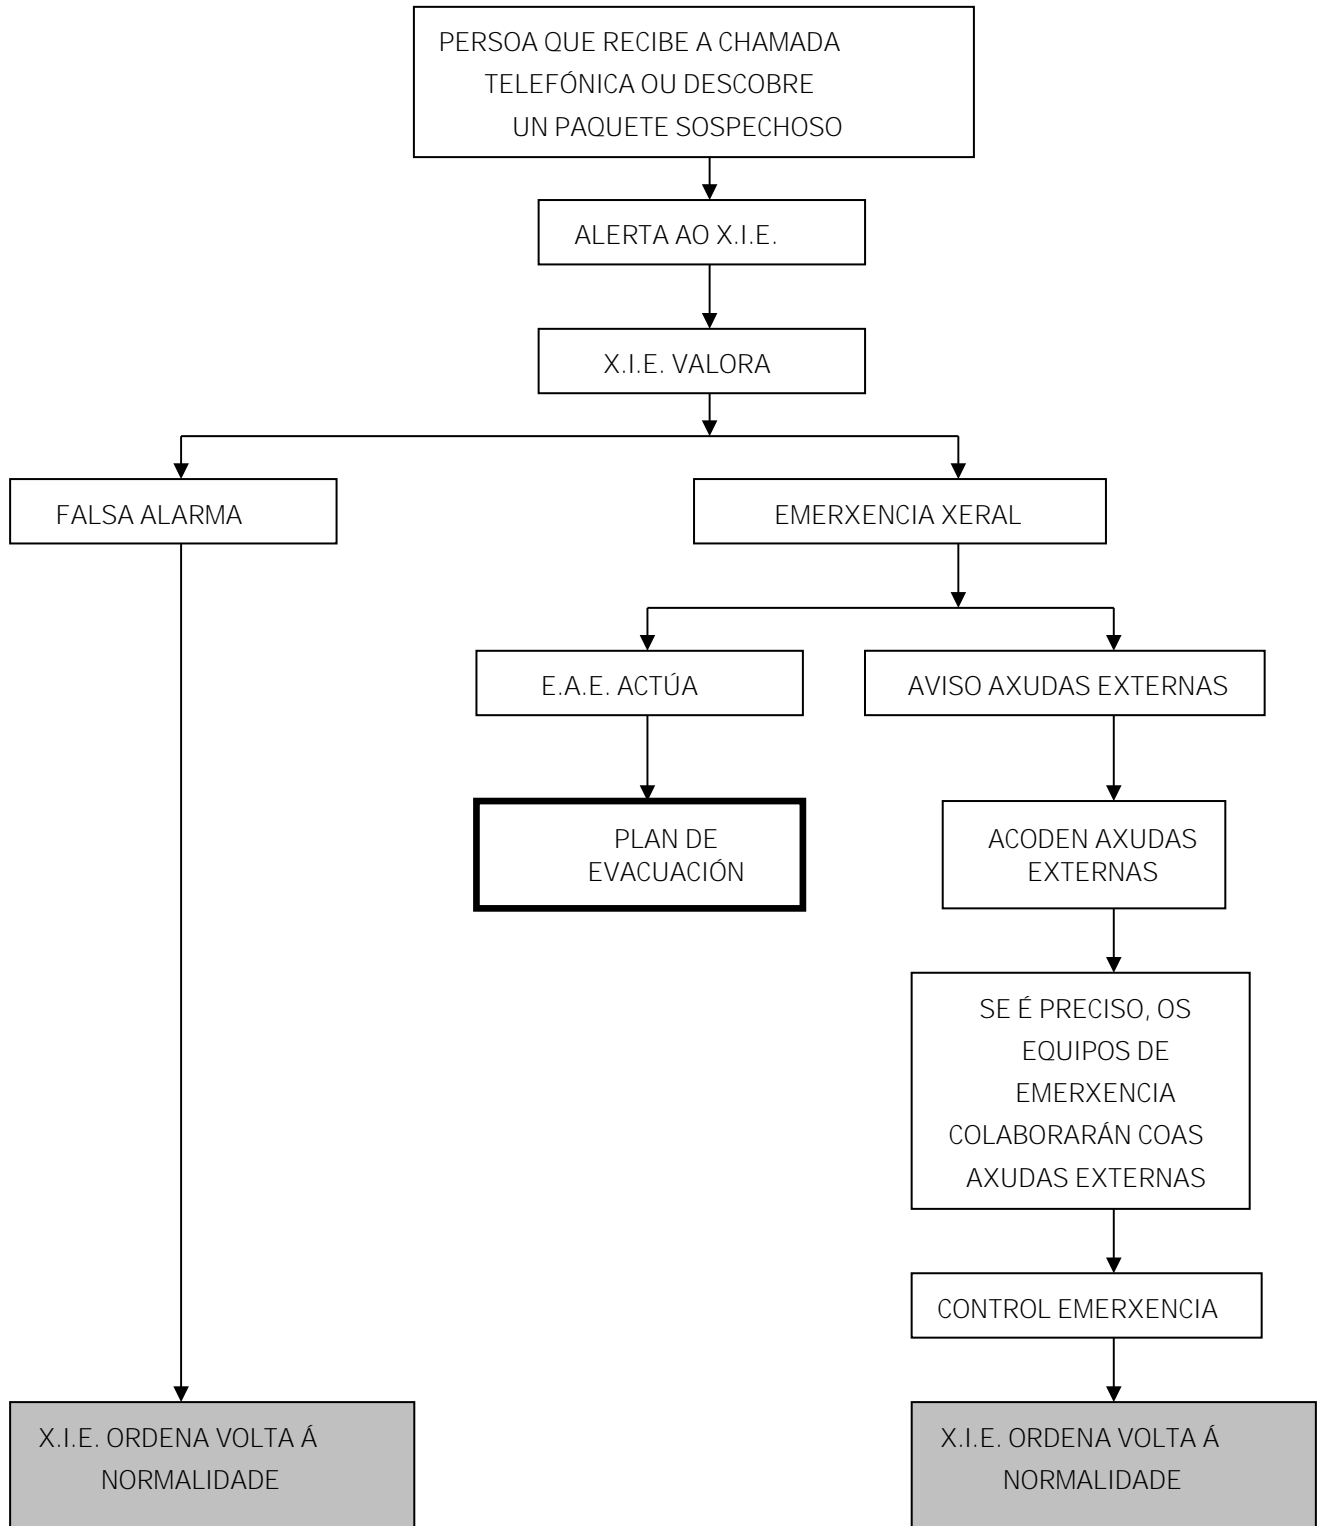 PERSOA QUE RECIBE A CHAMADA
TELEFÓNICA OU DESCOBRE
UN PAQUETE SOSPECHOSO
ALERTA AO X.I.E.
X.I.E. VALORA
FALSA ALARMA
EMERXENCIA XERAL
E.A.E. ACTÚA
AVISO AXUDAS EXTERNAS
PLAN DE
EVACUACIÓN
ACODEN AXUDAS
EXTERNAS
SE É PRECISO, OS
EQUIPOS DE
EMERXENCIA
COLABORARÁN COAS
AXUDAS EXTERNAS
CONTROL EMERXENCIA
X.I.E. ORDENA VOLTA Á
NORMALIDADE
X.I.E. ORDENA VOLTA Á
NORMALIDADE